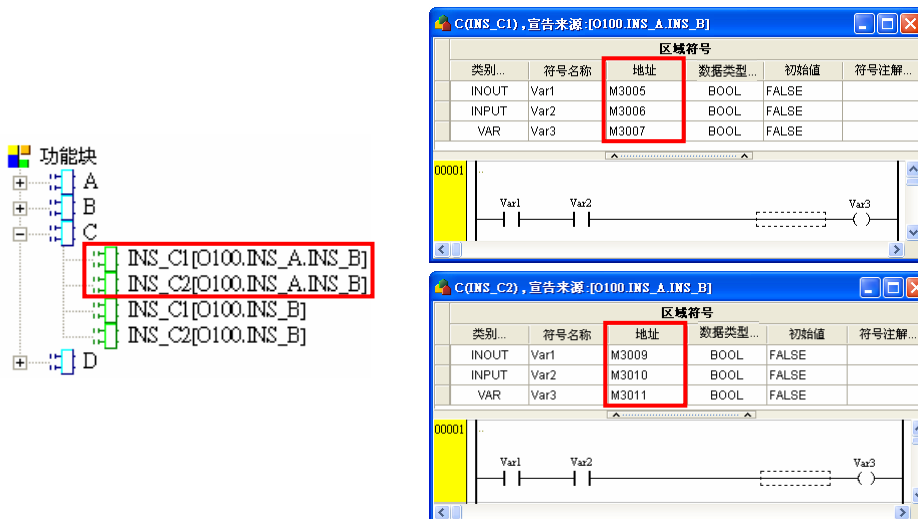 功能块
A
B
C
INS_C1[O100.INS_A.INS_B]
INS_C2[O100.INS_A.INS_B]
INS_C1[O100.INS_B]
INS_C2[O100.INS_B]
D
C(INS_C1),宣告来源:[O100.INS_A.INS_B]
区域符号
类别... 符号名称 地址 数据类型... 初始值 符号注解...
INOUT Var1 M3005 BOOL FALSE
INPUT Var2 M3006 BOOL FALSE
VAR Var3 M3007 BOOL FALSE
00001
Var1 Var2 Var3
C(INS_C2),宣告来源:[O100.INS_A.INS_B]
区域符号
类别... 符号名称 地址 数据类型... 初始值 符号注解...
INOUT Var1 M3009 BOOL FALSE
INPUT Var2 M3010 BOOL FALSE
VAR Var3 M3011 BOOL FALSE
00001
Var1 Var2 Var3